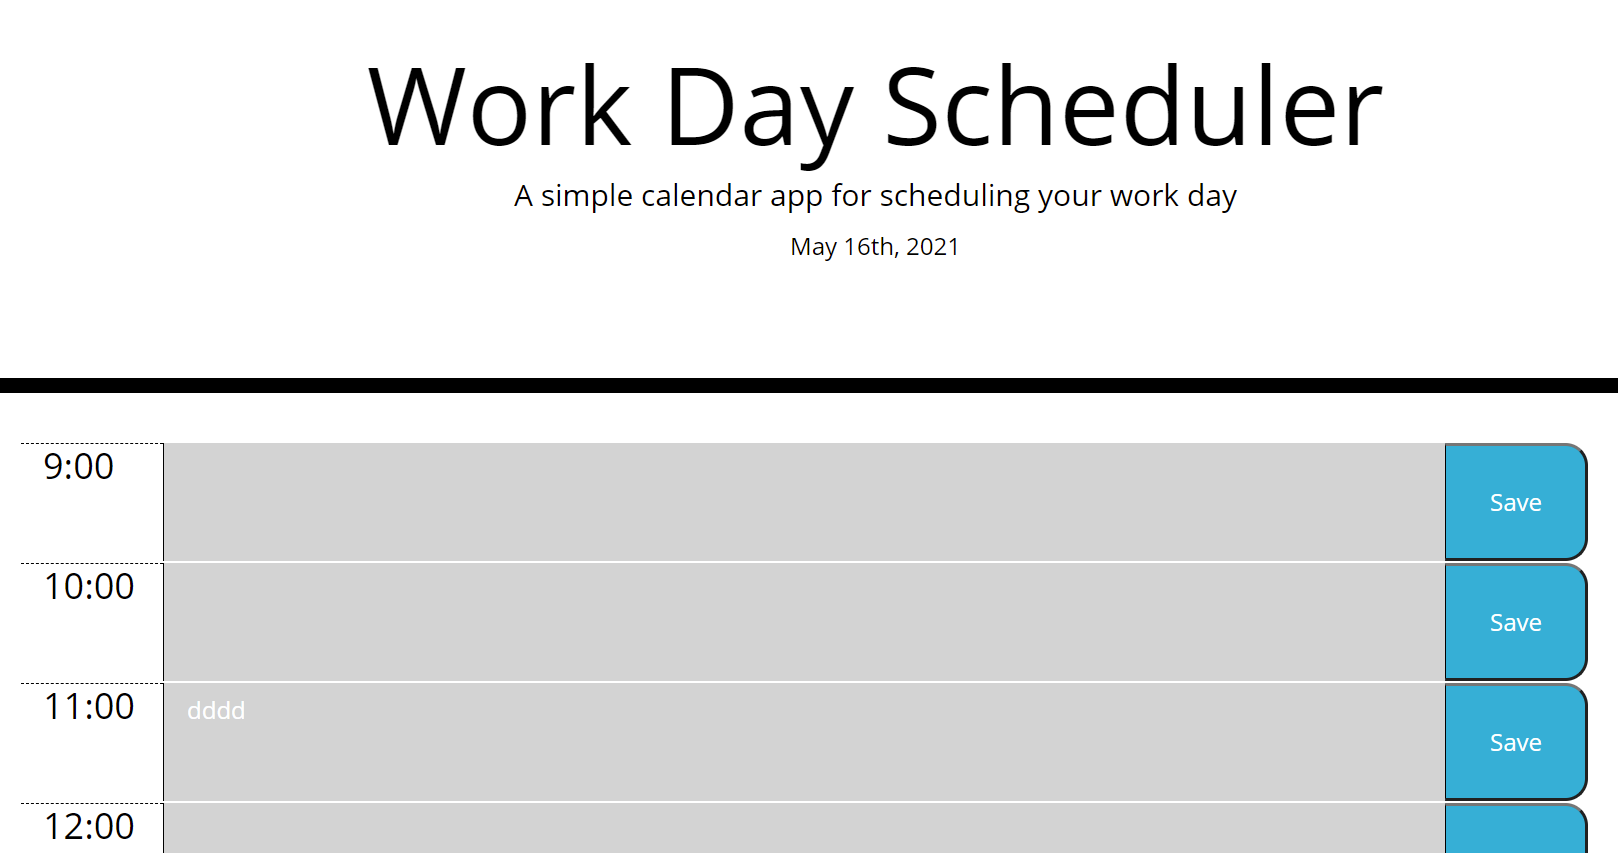 Work Day Scheduler
A simple calendar app for scheduling your work day
May 16th, 2021
9:00
Save
10:00
Save
11:00
dddd
Save
12:00